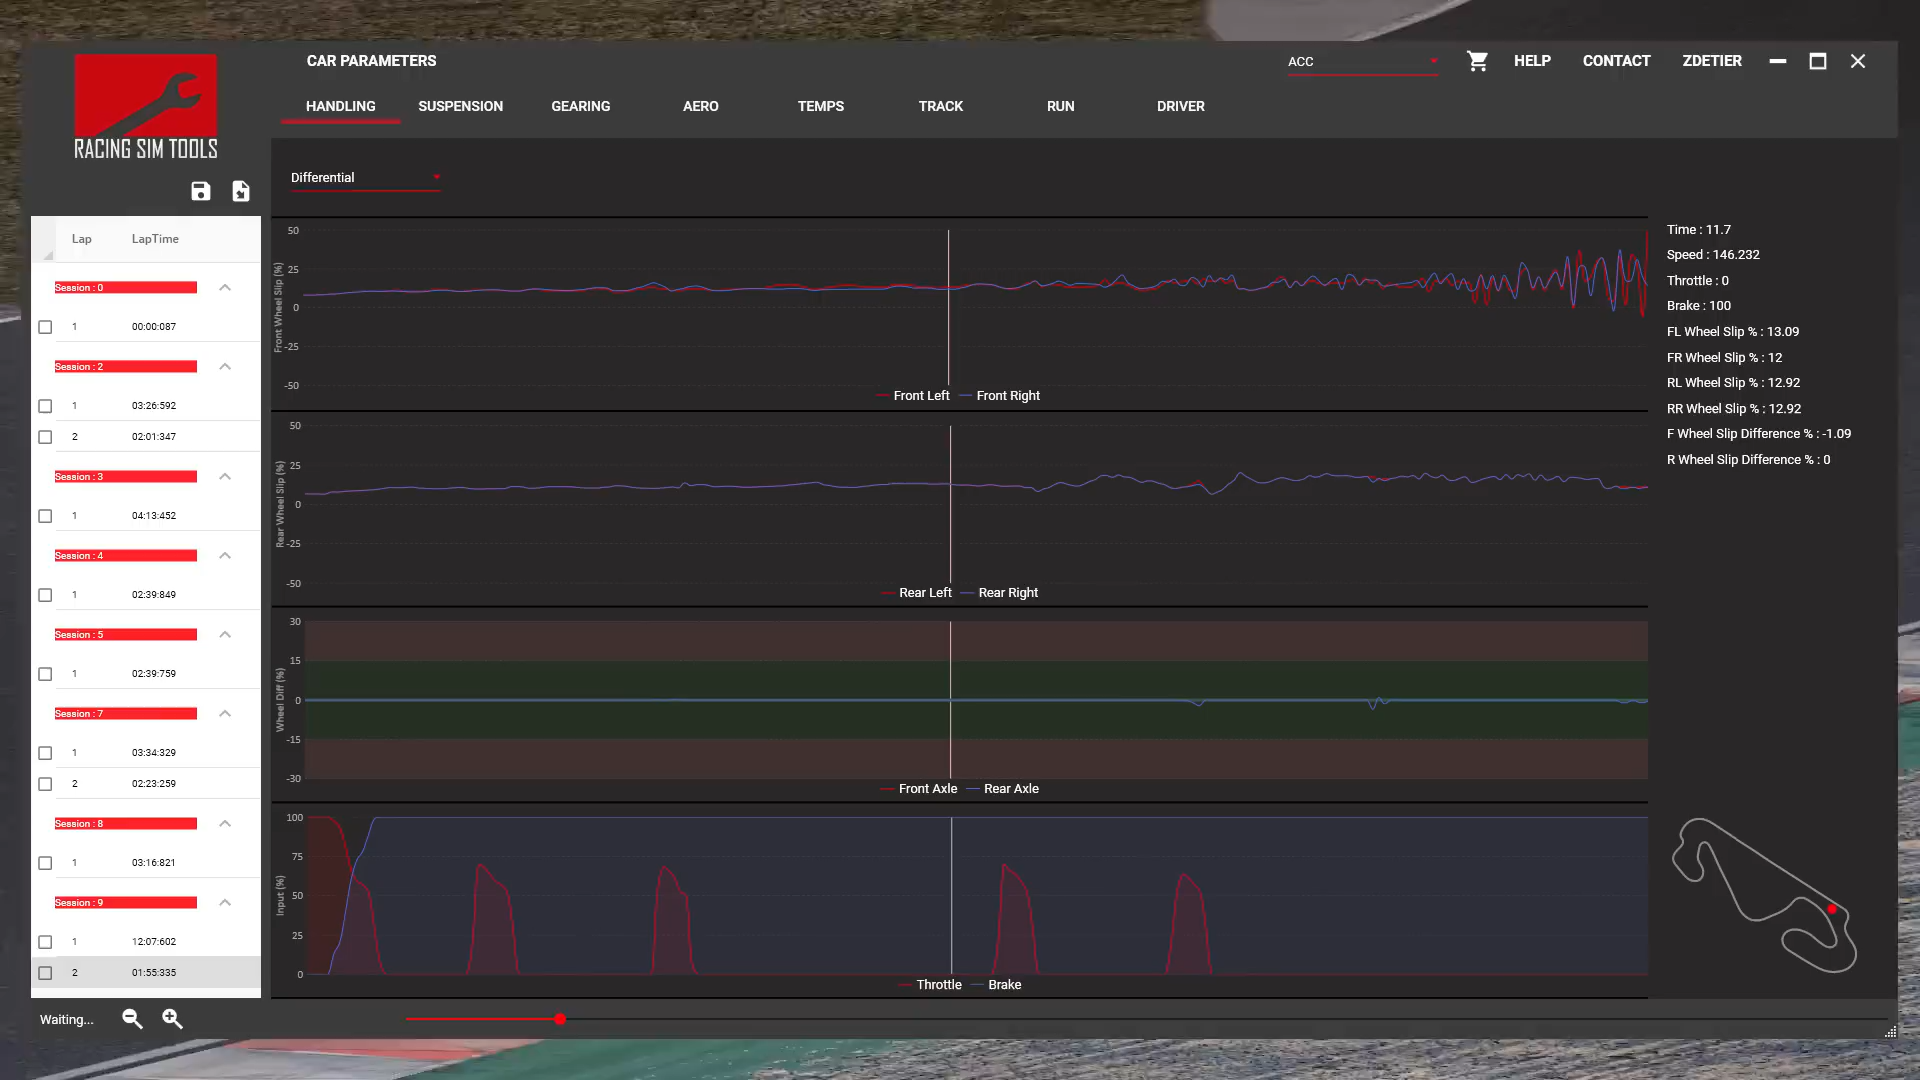 CAR PARAMETERS
ACC
HELP
CONTACT
ZDETIER
HANDLING
SUSPENSION
GEARING
AERO
TEMPS
TRACK
RUN
DRIVER
RACING SIM TOOLS
Differential
Lap LapTime
Session : 0
1 00:00:087
Session : 2
1 03:26:592
2 02:01:347
Session : 3
1 04:13:452
Session : 4
1 02:39:849
Session : 5
1 02:39:759
Session : 7
1 03:34:329
2 02:23:259
Session : 8
1 03:16:821
Session : 9
1 12:07:602
2 01:55:335
Waiting...
Front Wheel Slip (%)
50
25
0
-25
-50
Front Left Front Right
Rear Wheel Slip (%)
50
25
0
-25
-50
Rear Left Rear Right
Wheel Diff (%)
30
15
0
-15
-30
Front Axle Rear Axle
Input (%)
100
75
50
25
0
Throttle Brake
Time : 11.7
Speed : 146.232
Throttle : 0
Brake : 100
FL Wheel Slip % : 13.09
FR Wheel Slip % : 12
RL Wheel Slip % : 12.92
RR Wheel Slip % : 12.92
F Wheel Slip Difference % : -1.09
R Wheel Slip Difference % : 0